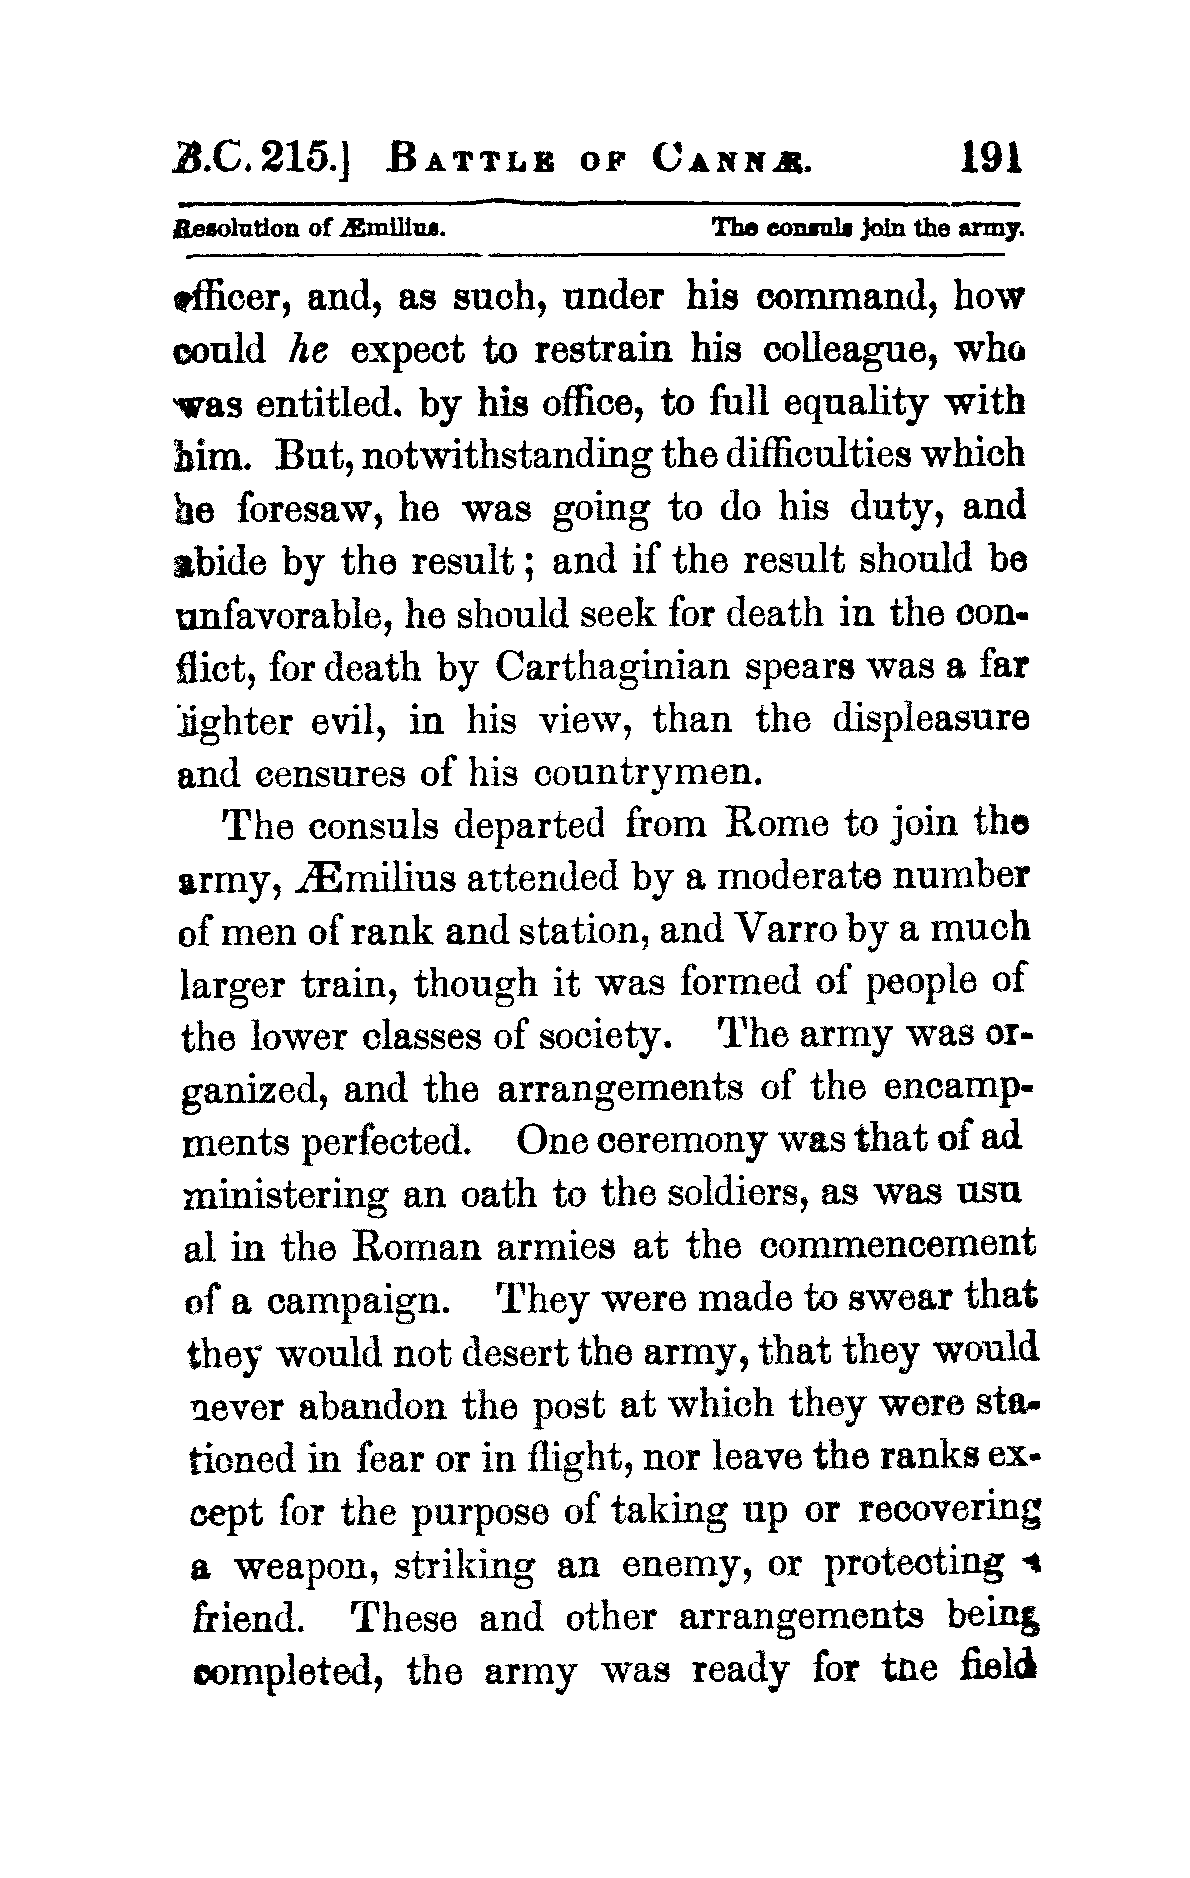 B.C. 215.] BATTLE OF CANNÆ. 191
Resolution of Æmilius. The consuls join the army.
officer, and, as such, under his command, how
could he expect to restrain his colleague, who
was entitled. by his office, to full equality with
him. But, notwithstanding the difficulties which
he foresaw, he was going to do his duty, and
abide by the result; and if the result should be
unfavorable, he should seek for death in the con-
flict, for death by Carthaginian spears was a far
lighter evil, in his view, than the displeasure
and censures of his countrymen.
The consuls departed from Rome to join the
army, Æmilius attended by a moderate number
of men of rank and station, and Varro by a much
larger train, though it was formed of people of
the lower classes of society. The army was or-
ganized, and the arrangements of the encamp-
ments perfected. One ceremony was that of ad
ministering an oath to the soldiers, as was usu
al in the Roman armies at the commencement
of a campaign. They were made to swear that
they would not desert the army, that they would
never abandon the post at which they were sta-
tioned in fear or in flight, nor leave the ranks ex-
cept for the purpose of taking up or recovering
a weapon, striking an enemy, or protecting a
friend. These and other arrangements being
completed, the army was ready for the field